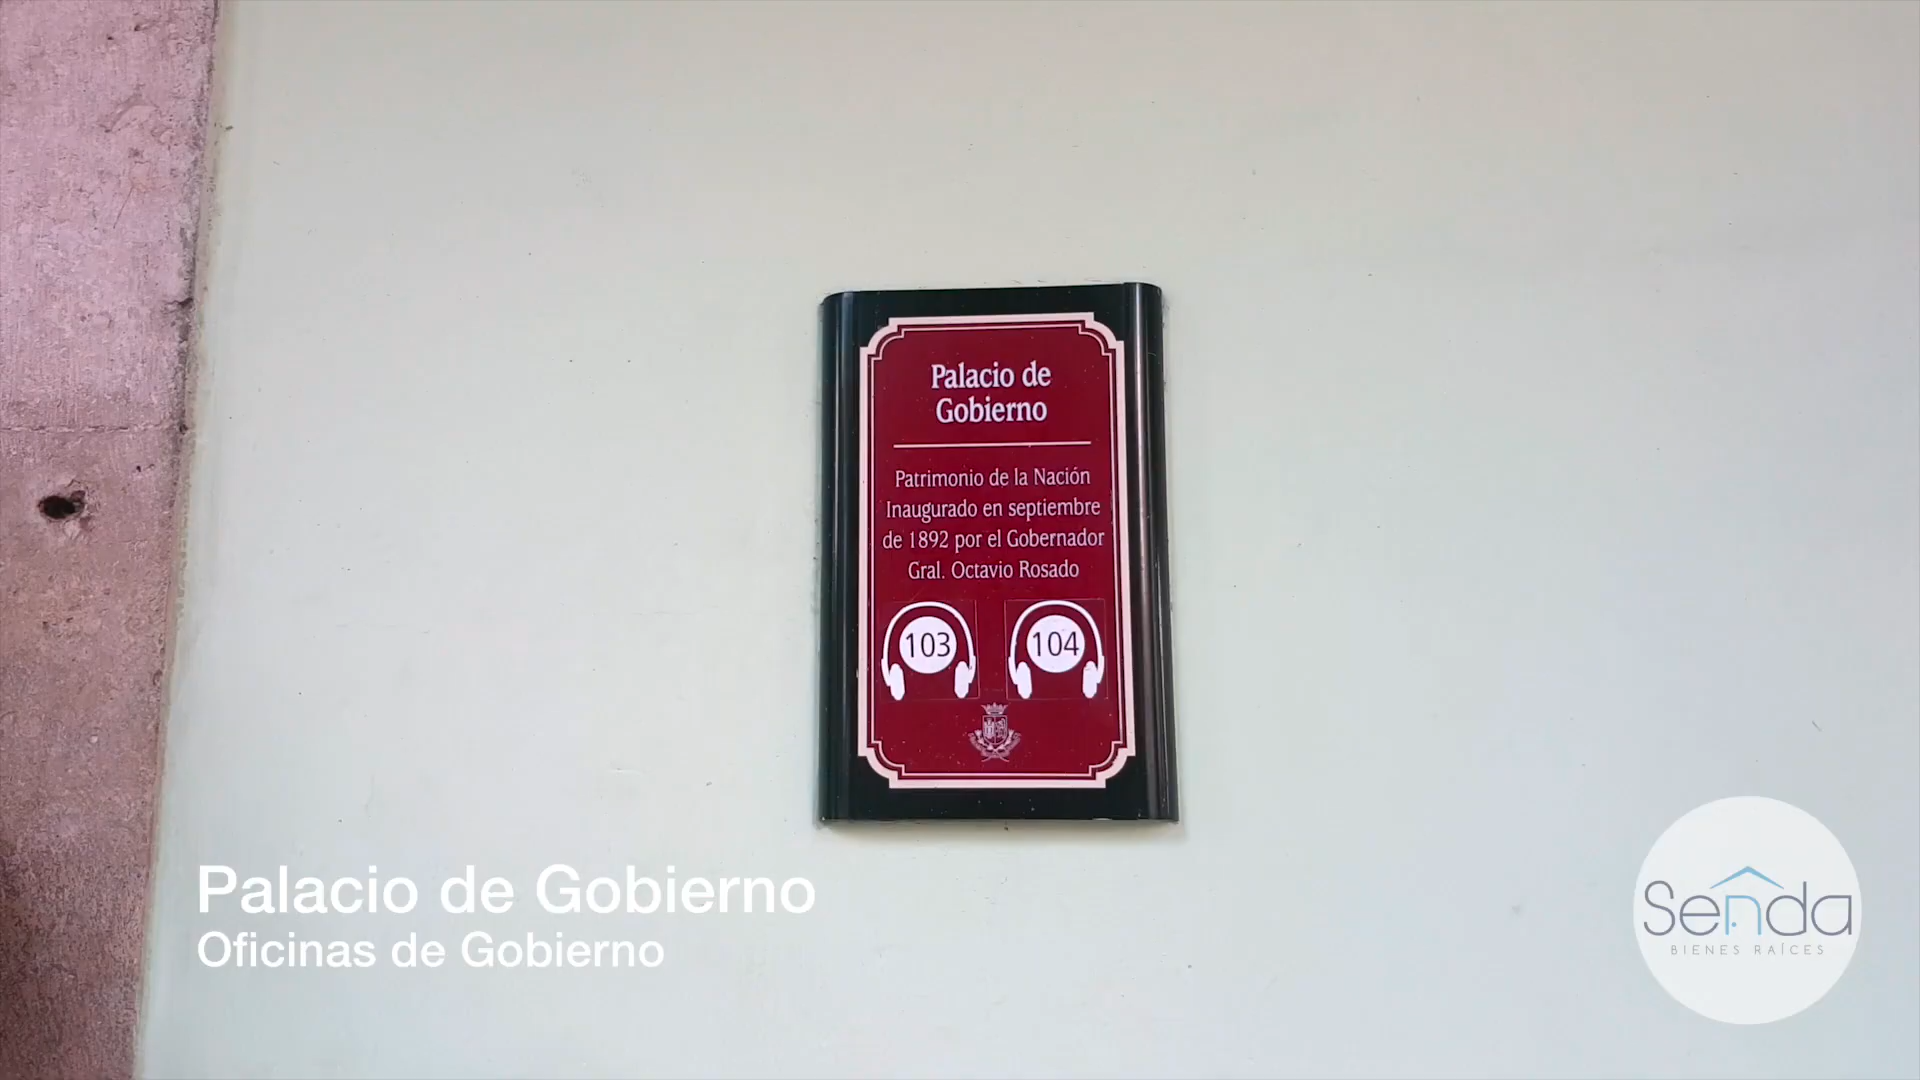 Palacio de
Gobierno
Patrimonio de la Nación
Inaugurado en septiembre
de 1892 por el Gobernador
Gral. Octavio Rosado
103 104
Palacio de Gobierno
Oficinas de Gobierno
Senda
BIENES RAÍCES